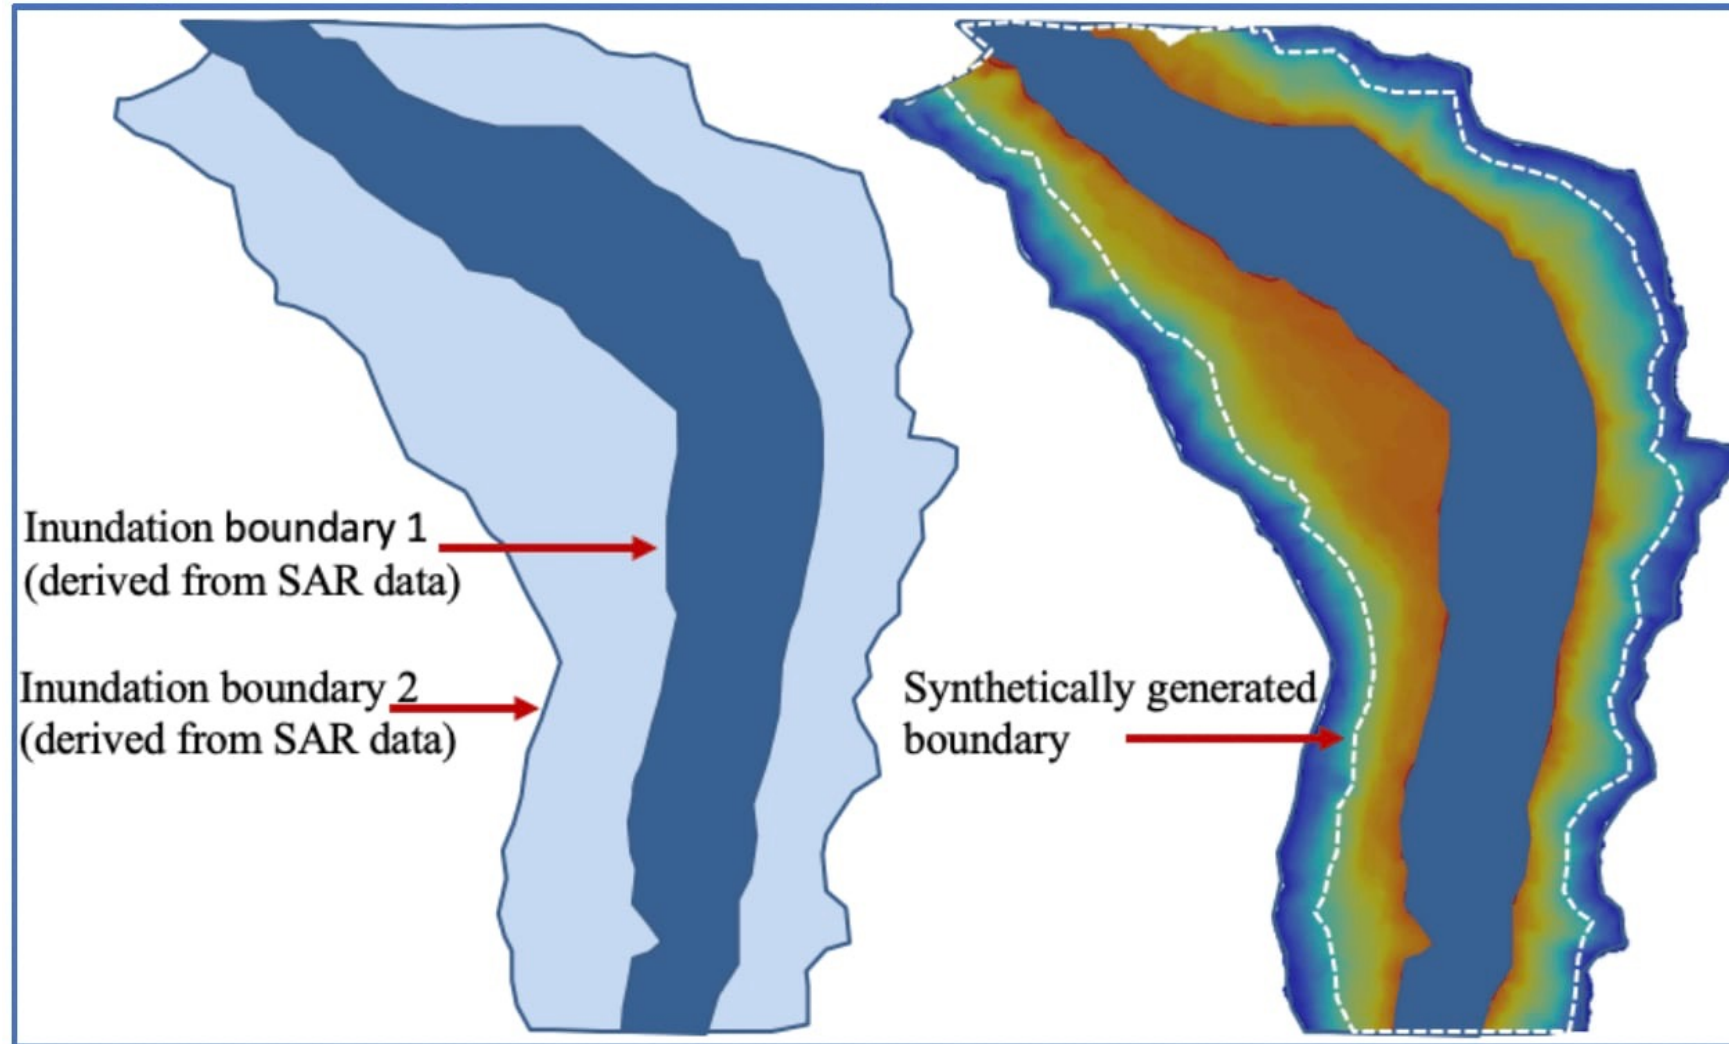 Inundation boundary 1
(derived from SAR data)
Inundation boundary 2
(derived from SAR data)
Synthetically generated
boundary